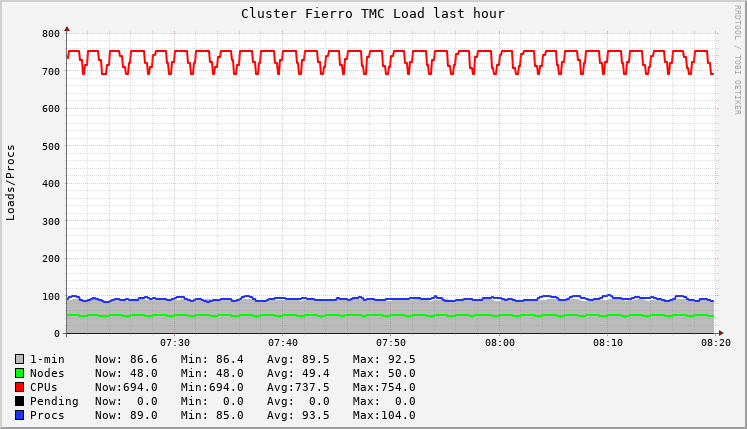 Cluster Fierro TMC Load last hour
RRDTOOL / TOBI OETIKER
Loads/Procs
800
700
600
500
400
300
200
100
0
07:30 07:40 07:50 08:00 08:10 08:20
1-min Now: 86.6 Min: 86.4 Avg: 89.5 Max: 92.5
Nodes Now: 48.0 Min: 48.0 Avg: 49.4 Max: 50.0
CPUs Now:694.0 Min:694.0 Avg:737.5 Max:754.0
Pending Now: 0.0 Min: 0.0 Avg: 0.0 Max: 0.0
Procs Now: 89.0 Min: 85.0 Avg: 93.5 Max:104.0